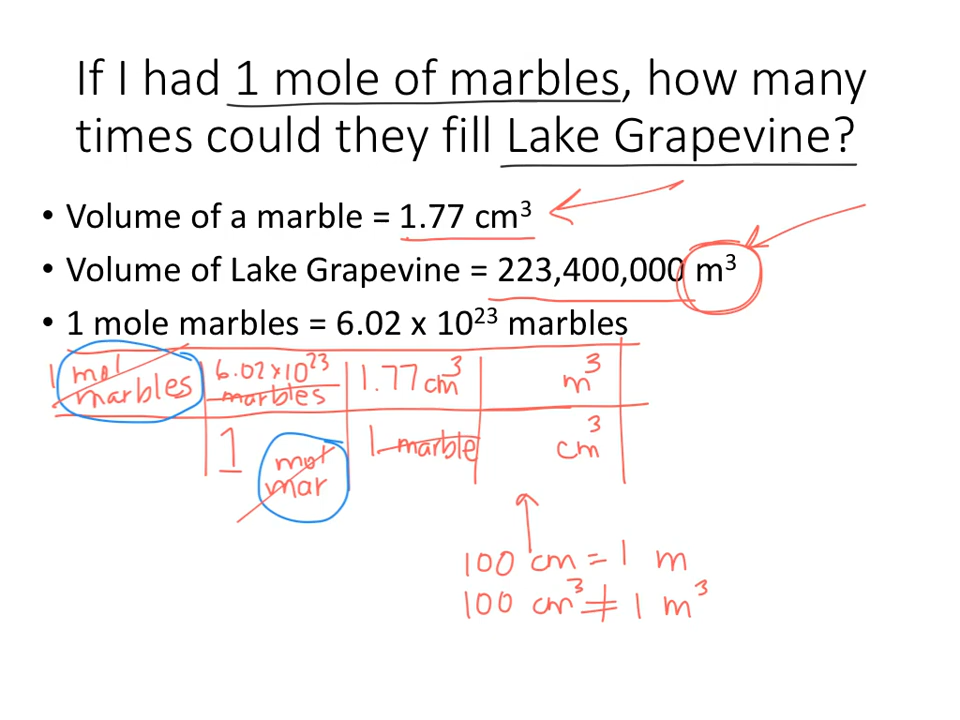 If I had 1 mole of marbles, how many
times could they fill Lake Grapevine?
• Volume of a marble = 1.77 cm³
• Volume of Lake Grapevine = 223,400,000 m³
• 1 mole marbles = 6.02 x 10²³ marbles
1 mol marbles | 6.02 x 10²³ marbles | 1.77 cm³ | m³
1 mol mar | 1 marble | cm³
100 cm = 1 m
100 cm³ ≠ 1 m³